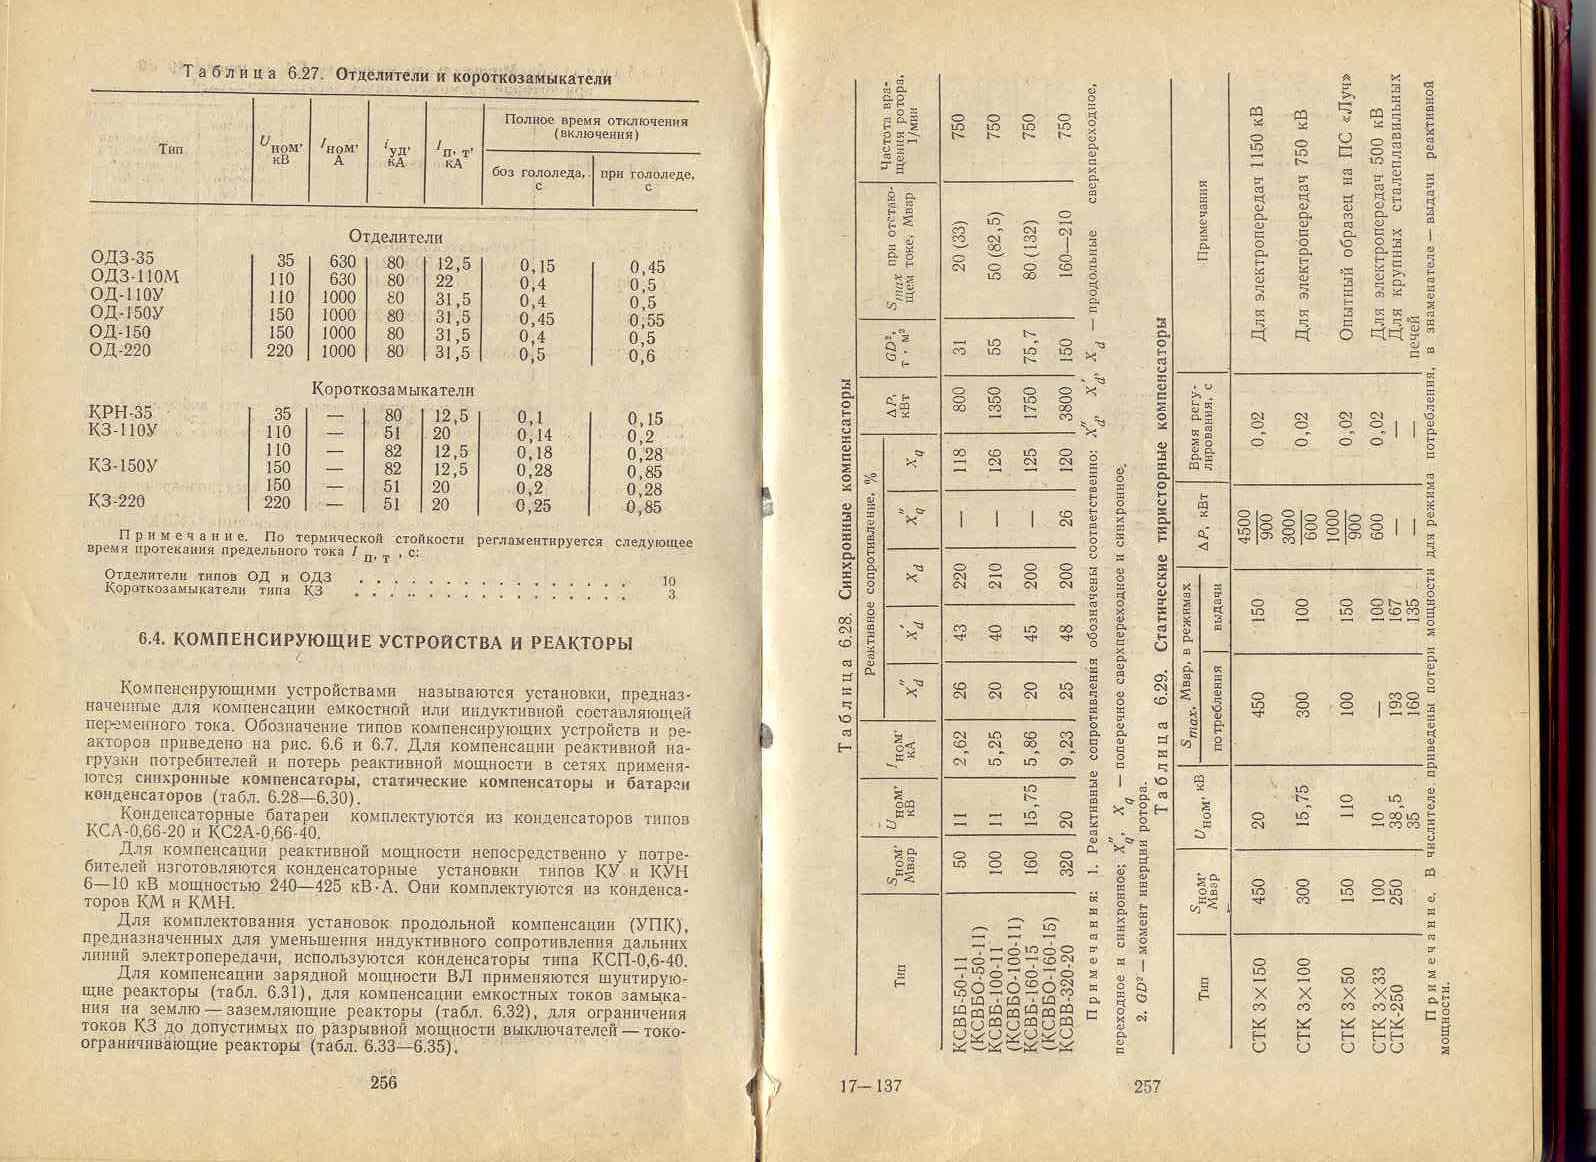 Таблица 6.27. Отделители и короткозамыкатели
Тип
Uном, кВ
Iном, А
iуд, кА
Iп, т, кА
Полное время отключения (включения)
боз гололеда, с
при гололеде, с
Отделители
ОДЗ-35 35 630 80 12,5 0,15 0,45
ОДЗ-110М 110 630 80 22 0,4 0,5
ОД-110У 110 1000 80 31,5 0,4 0,5
ОД-150У 150 1000 80 31,5 0,45 0,55
ОД-150 150 1000 80 31,5 0,4 0,5
ОД-220 220 1000 80 31,5 0,5 0,6
Короткозамыкатели
КРН-35 35 — 80 12,5 0,1 0,15
КЗ-110У 110 — 51 20 0,14 0,2
110 — 82 12,5 0,18 0,28
КЗ-150У 150 — 82 12,5 0,28 0,85
150 — 51 20 0,2 0,28
КЗ-220 220 — 51 20 0,25 0,85
Примечание. По термической стойкости регламентируется следующее
время протекания предельного тока Iп, т, с:
Отделители типов ОД и ОДЗ . . . . . . . . . . . . . . . . 10
Короткозамыкатели типа КЗ . . . . . . . . . . . . . . . . 3
6.4. КОМПЕНСИРУЮЩИЕ УСТРОЙСТВА И РЕАКТОРЫ
Компенсирующими устройствами называются установки, предназ-
наченные для компенсации емкостной или индуктивной составляющей
переменного тока. Обозначение типов компенсирующих устройств и ре-
акторов приведено на рис. 6.6 и 6.7. Для компенсации реактивной на-
грузки потребителей и потерь реактивной мощности в сетях применя-
ются синхронные компенсаторы, статические компенсаторы и батареи
конденсаторов (табл. 6.28—6.30).
Конденсаторные батареи комплектуются из конденсаторов типов
КСА-0,66-20 и КС2А-0,66-40.
Для компенсации реактивной мощности непосредственно у потре-
бителей изготовляются конденсаторные установки типов КУ и КУН
6—10 кВ мощностью 240—425 кВ·А. Они комплектуются из конденса-
торов КМ и КМН.
Для комплектования установок продольной компенсации (УПК),
предназначенных для уменьшения индуктивного сопротивления дальних
линий электропередачи, используются конденсаторы типа КСП-0,6-40.
Для компенсации зарядной мощности ВЛ применяются шунтирую-
щие реакторы (табл. 6.31), для компенсации емкостных токов замыка-
ния на землю — заземляющие реакторы (табл. 6.32), для ограничения
токов КЗ до допустимых по разрывной мощности выключателей — токо-
ограничивающие реакторы (табл. 6.33—6.35).
256
Таблица 6.28. Синхронные компенсаторы
Тип
Sном, Мвар
Uном, кВ
Iном, кА
Реактивное сопротивление, %
X″d X′d Xd X″q Xq
ΔP, кВт
GD², т · м²
Smax при отстаю-
щем токе, Мвар
Частота вра-
щения ротора,
1/мин
КСВБ-50-11 50 11 2,62 26 43 220 — 118 800 31 20 (33) 750
(КСВБО-50-11)
КСВБ-100-11 100 11 5,25 20 40 210 — 126 1350 55 50 (82,5) 750
(КСВБО-100-11)
КСВБ-160-15 160 15,75 5,86 20 45 200 — 125 1750 75,7 80 (132) 750
(КСВБО-160-15)
КСВВ-320-20 320 20 9,23 25 48 200 26 120 3800 150 160—210 750
Примечания: 1. Реактивные сопротивления обозначены соответственно: X″d, X′d, Xd — продольные сверхпереходное,
переходное и синхронное; X″q, Xq — поперечное сверхпереходное и синхронное.
2. GD² — момент инерции ротора.
Таблица 6.29. Статические тиристорные компенсаторы
Тип
Sном, Мвар
Uном, кВ
Smax, Мвар, в режимах
потребления
выдачи
ΔP, кВт
Время регу-
лирования, с
Примечания
СТК 3×150 450 20 450 150 4500/900 0,02 Для электропередач 1150 кВ
СТК 3×100 300 15,75 300 100 3000/600 0,02 Для электропередач 750 кВ
СТК 3×50 150 110 100 150 1000/900 0,02 Опытный образец на ПС «Луч»
СТК 3×33 100 10 — 100 600 0,02 Для электропередач 500 кВ
СТК-250 250 38,5 193 167 — — Для крупных сталеплавильных
35 160 135 — — печей
Примечание. В числителе приведены потери мощности для режима потребления, в знаменателе — выдачи реактивной
мощности.
17—137
257